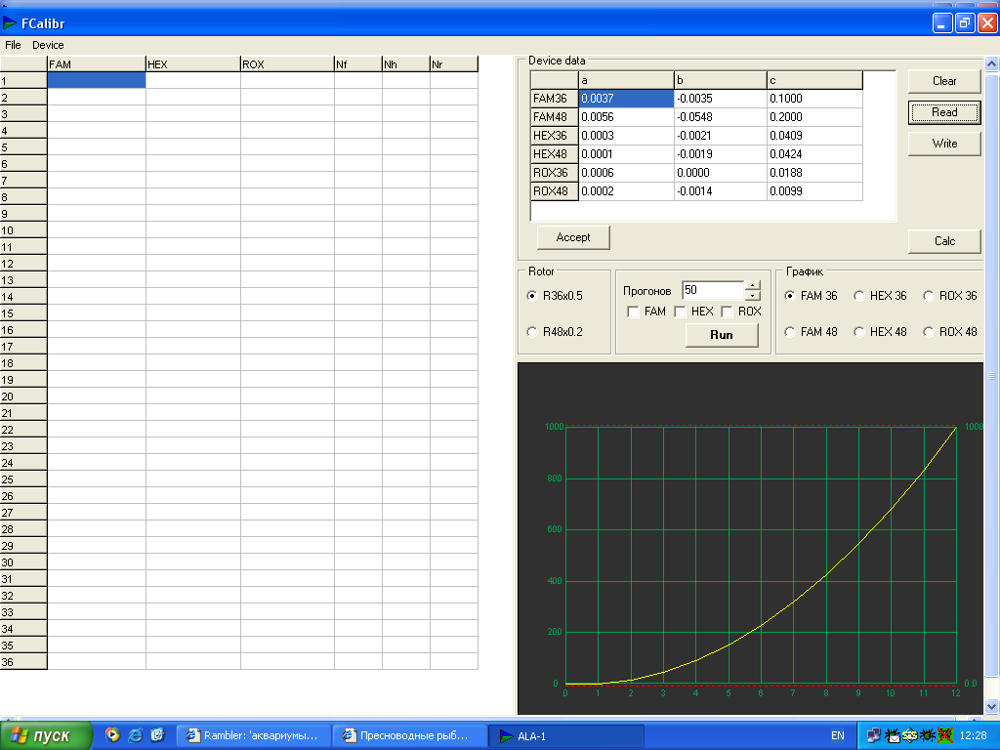 FCalibr
File Device
FAM HEX ROX Nf Nh Nr
1
2
3
4
5
6
7
8
9
10
11
12
13
14
15
16
17
18
19
20
21
22
23
24
25
26
27
28
29
30
31
32
33
34
35
36
Device data
a b c
FAM36 0.0037 -0.0035 0.1000
FAM48 0.0056 -0.0548 0.2000
HEX36 0.0003 -0.0021 0.0409
HEX48 0.0001 -0.0019 0.0424
ROX36 0.0006 0.0000 0.0188
ROX48 0.0002 -0.0014 0.0099
Clear
Read
Write
Accept
Calc
Rotor
R36x0.5
R48x0.2
Прогонов 50
FAM HEX ROX
Run
График
FAM 36 HEX 36 ROX 36
FAM 48 HEX 48 ROX 48
1000 1000
800
600
400
200
0 0.0
0 1 2 3 4 5 6 7 8 9 10 11 12
пуск Rambler: 'аквариумы... Пресноводные рыб... ALA-1 EN 12:28